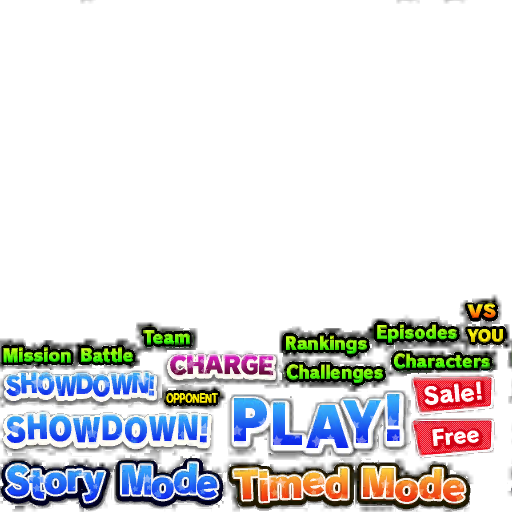 VS
Team
Episodes
YOU
Rankings
Mission Battle
CHARGE
Characters
Challenges
SHOWDOWN!
Sale!
OPPONENT
PLAY!
SHOWDOWN!
Free
Story Mode
Timed Mode